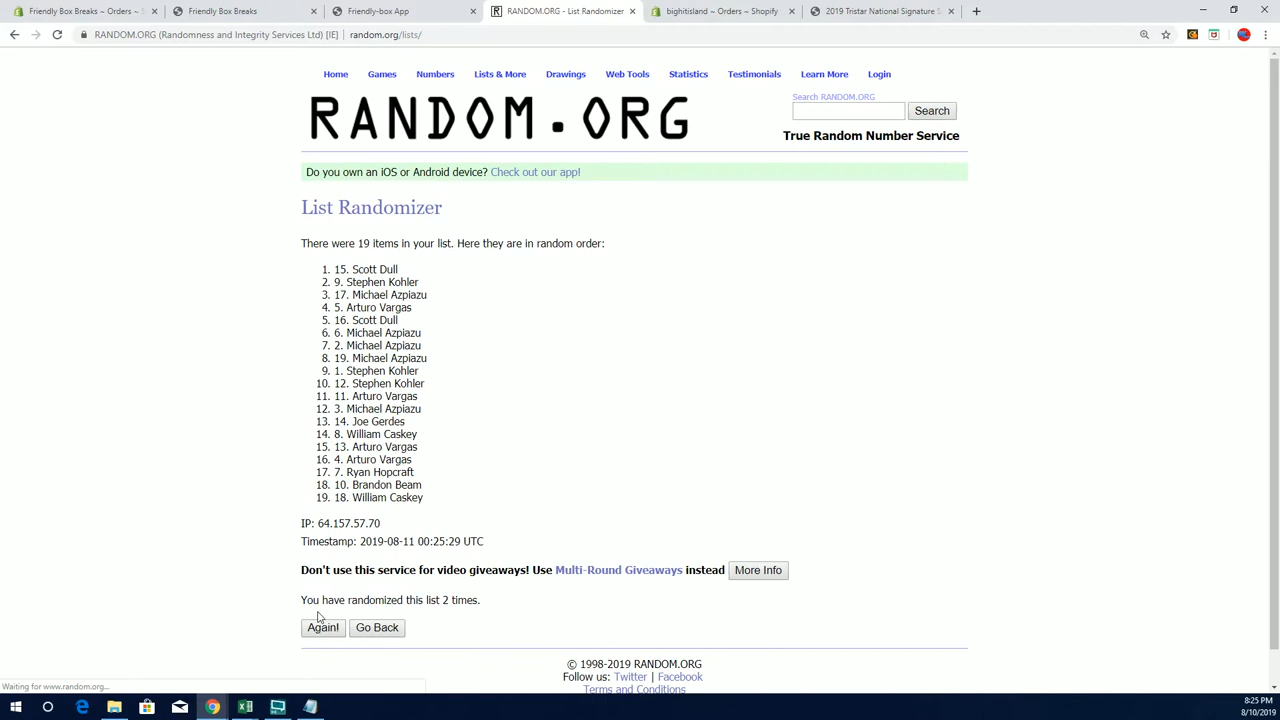 Friendly Box Breaks ~ Orders ~ S
Friendly Box Breaks
Friendly-box App
RANDOM.ORG - List Randomizer
bighitisland ~ Orders ~ Shopify
2019 Tristar National Signature S
RANDOM.ORG (Randomness and Integrity Services Ltd) [IE] | random.org/lists/
Home Games Numbers Lists & More Drawings Web Tools Statistics Testimonials Learn More Login
RANDOM.ORG
Search RANDOM.ORG
Search
True Random Number Service
Do you own an iOS or Android device? Check out our app!
List Randomizer
There were 19 items in your list. Here they are in random order:
1. 15. Scott Dull
2. 9. Stephen Kohler
3. 17. Michael Azpiazu
4. 5. Arturo Vargas
5. 16. Scott Dull
6. 6. Michael Azpiazu
7. 2. Michael Azpiazu
8. 19. Michael Azpiazu
9. 1. Stephen Kohler
10. 12. Stephen Kohler
11. 11. Arturo Vargas
12. 3. Michael Azpiazu
13. 14. Joe Gerdes
14. 8. William Caskey
15. 13. Arturo Vargas
16. 4. Arturo Vargas
17. 7. Ryan Hopcraft
18. 10. Brandon Beam
19. 18. William Caskey
IP: 64.157.57.70
Timestamp: 2019-08-11 00:25:29 UTC
Don't use this service for video giveaways! Use Multi-Round Giveaways instead More Info
You have randomized this list 2 times.
Again! Go Back
© 1998-2019 RANDOM.ORG
Follow us: Twitter | Facebook
Terms and Conditions
Waiting for www.random.org...
8:25 PM
8/10/2019